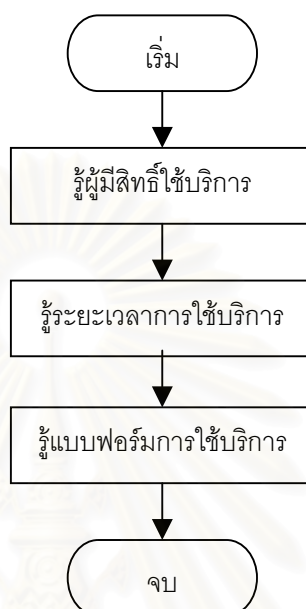 เริ่ม
รู้ผู้มีสิทธิ์ใช้บริการ
รู้ระยะเวลาการใช้บริการ
รู้แบบฟอร์มการใช้บริการ
จบ